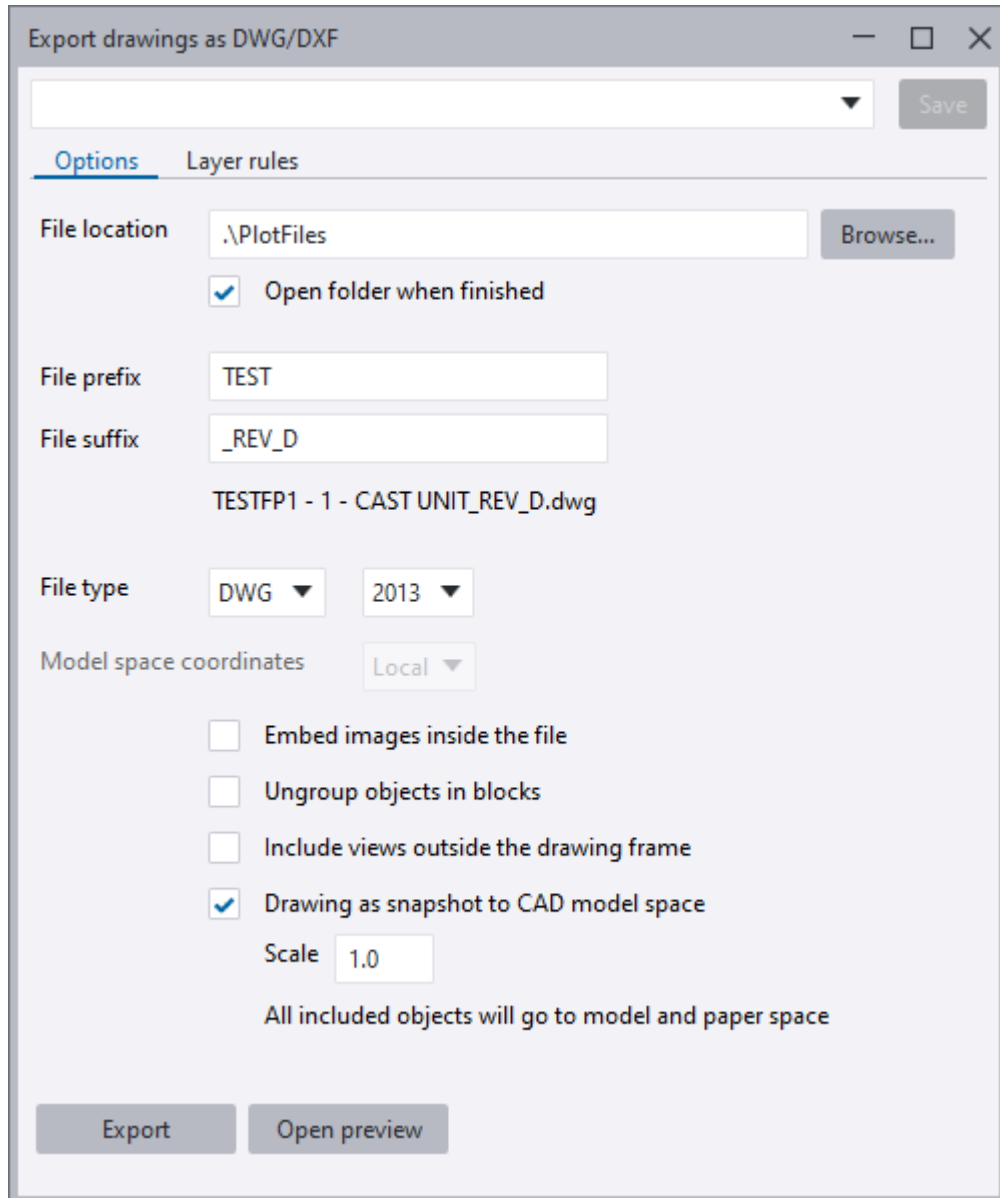 Export drawings as DWG/DXF
Save
Options Layer rules
File location .\PlotFiles Browse...
Open folder when finished
File prefix TEST
File suffix _REV_D
TESTFP1 - 1 - CAST UNIT_REV_D.dwg
File type DWG 2013
Model space coordinates Local
Embed images inside the file
Ungroup objects in blocks
Include views outside the drawing frame
Drawing as snapshot to CAD model space
Scale 1.0
All included objects will go to model and paper space
Export Open preview